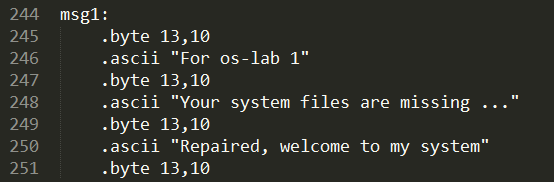 244 msg1:
245     .byte 13,10
246     .ascii "For os-lab 1"
247     .byte 13,10
248     .ascii "Your system files are missing ..."
249     .byte 13,10
250     .ascii "Repaired, welcome to my system"
251     .byte 13,10